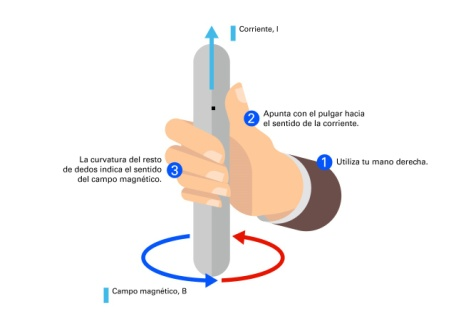 Corriente, I
2
Apunta con el pulgar hacia
el sentido de la corriente.
1
Utiliza tu mano derecha.
La curvatura del resto
de dedos indica el sentido
del campo magnético.
3
Campo magnético, B